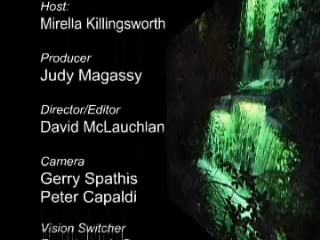 Host:
Mirella Killingsworth
Producer
Judy Magassy
Director/Editor
David McLauchlan
Camera
Gerry Spathis
Peter Capaldi
Vision Switcher